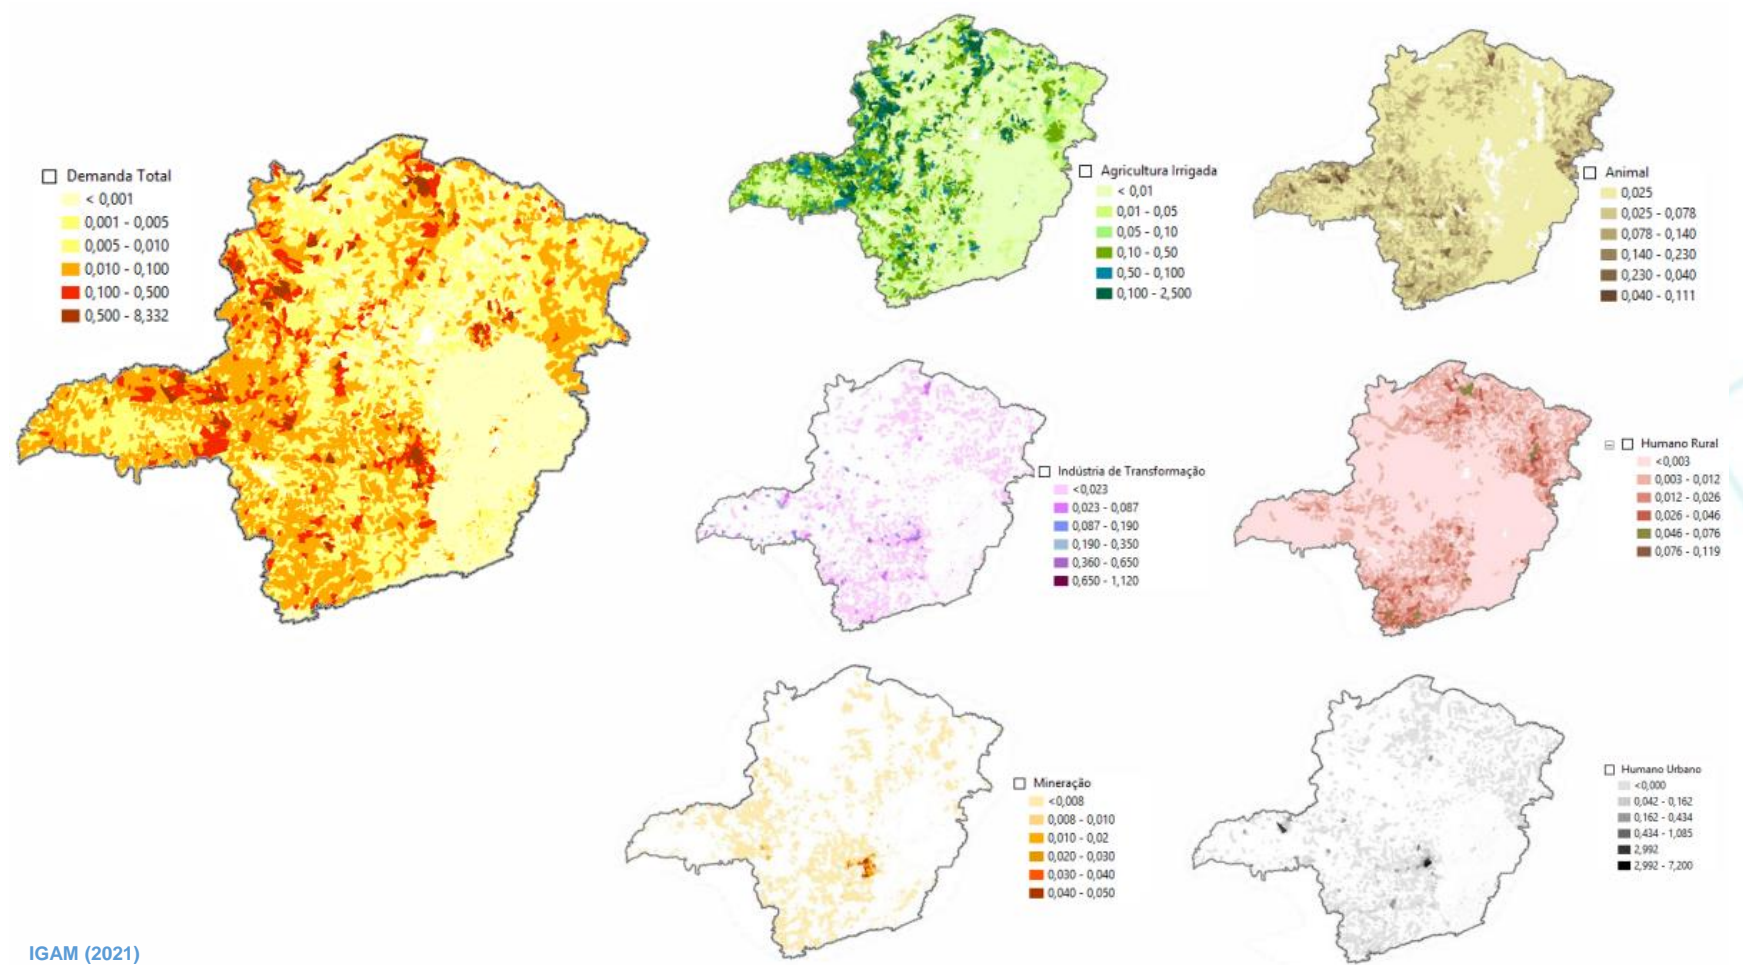 Demanda Total
< 0,001
0,001 - 0,005
0,005 - 0,010
0,010 - 0,100
0,100 - 0,500
0,500 - 8,332
Agricultura Irrigada
< 0,01
0,01 - 0,05
0,05 - 0,10
0,10 - 0,50
0,50 - 0,100
0,100 - 2,500
Animal
0,025
0,025 - 0,078
0,078 - 0,140
0,140 - 0,230
0,230 - 0,040
0,040 - 0,111
Indústria de Transformação
<0,023
0,023 - 0,087
0,087 - 0,190
0,190 - 0,350
0,360 - 0,650
0,650 - 1,120
Humano Rural
<0,003
0,003 - 0,012
0,012 - 0,026
0,026 - 0,046
0,046 - 0,076
0,076 - 0,119
Mineração
<0,008
0,008 - 0,010
0,010 - 0,02
0,020 - 0,030
0,030 - 0,040
0,040 - 0,050
Humano Urbano
<0,000
0,042 - 0,162
0,162 - 0,434
0,434 - 1,085
2,992
2,992 - 7,200
IGAM (2021)